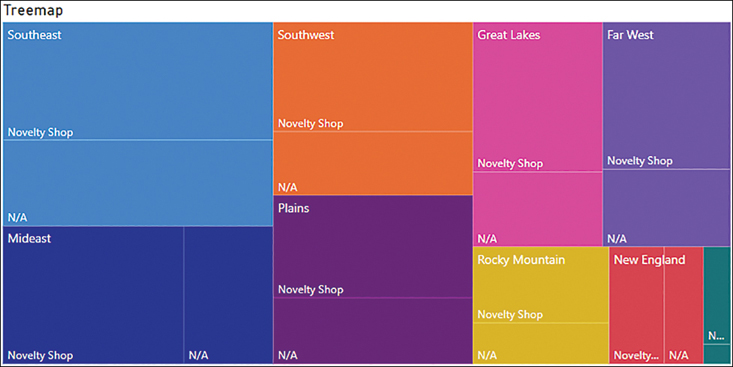 Treemap
Southeast
Novelty Shop
N/A
Mideast
Novelty Shop
N/A
Southwest
Novelty Shop
N/A
Plains
Novelty Shop
N/A
Great Lakes
Novelty Shop
N/A
Far West
Novelty Shop
N/A
Rocky Mountain
Novelty Shop
N/A
New England
Novelty...
N/A
N...